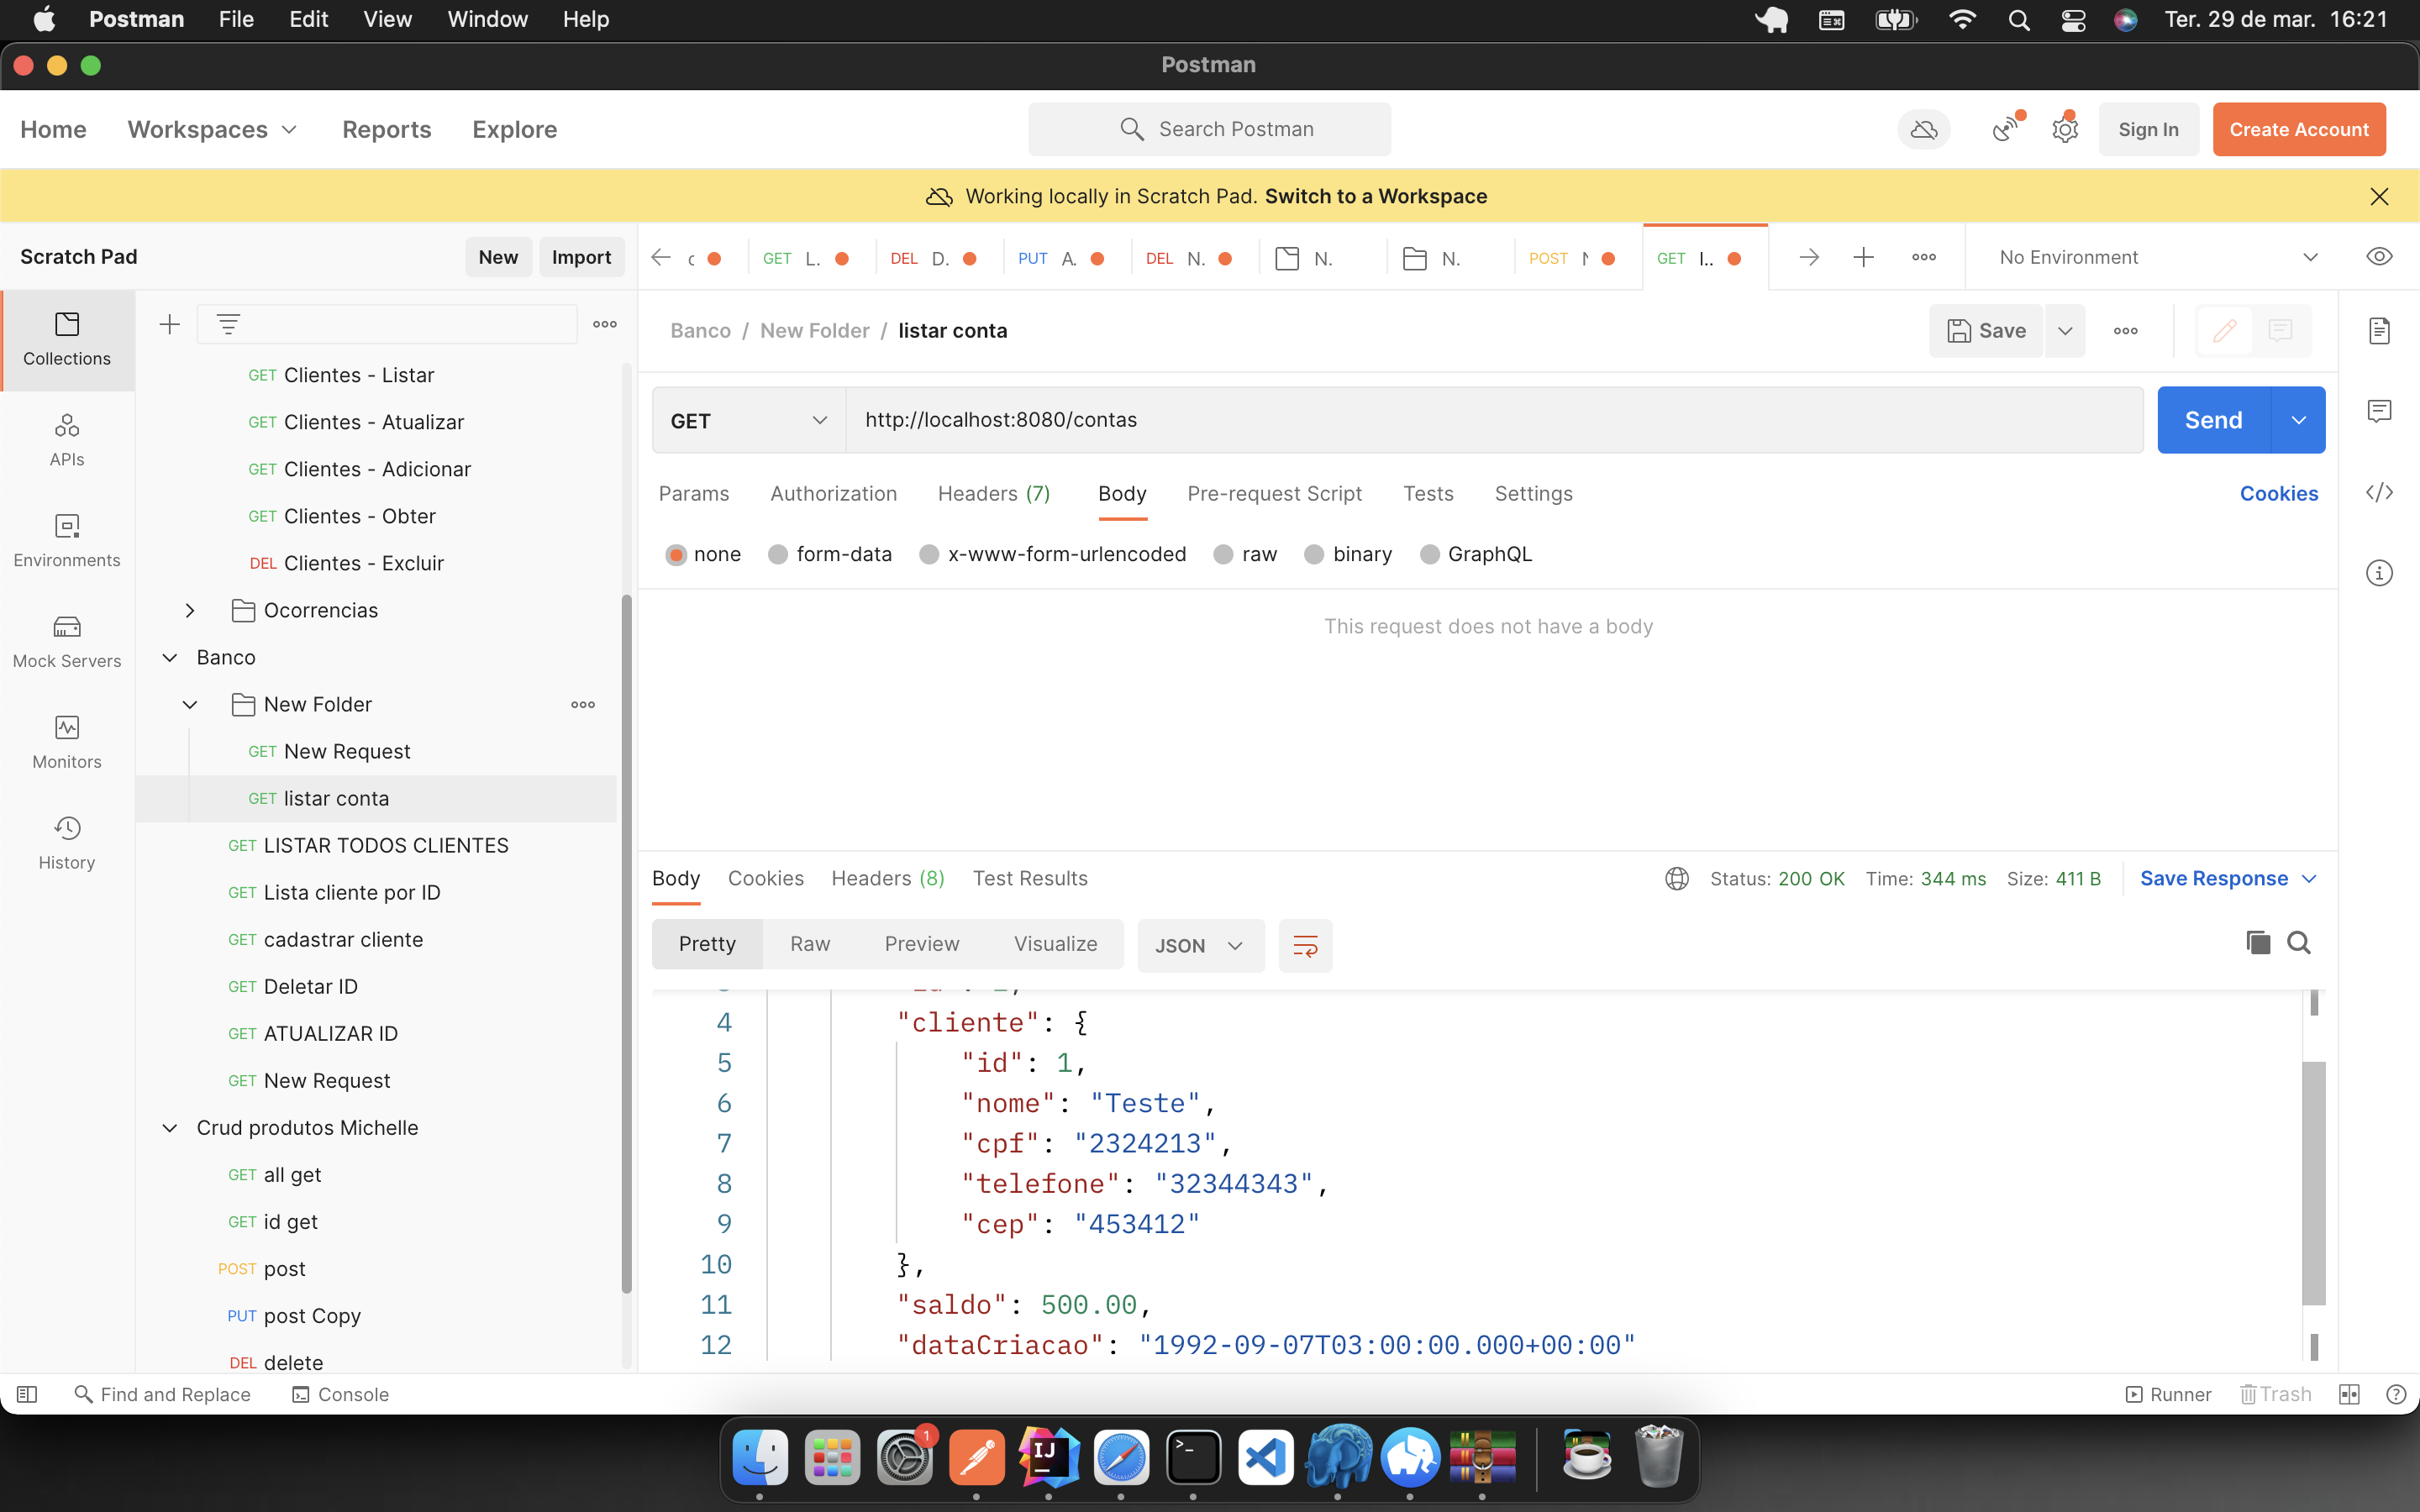 Postman File Edit View Window Help Ter. 29 de mar. 16:21
Postman
Home Workspaces Reports Explore Search Postman Sign In Create Account
Working locally in Scratch Pad. Switch to a Workspace
Scratch Pad New Import GET L. DEL D. PUT A. DEL N. N. N. POST GET No Environment
Collections
APIs
Environments
Mock Servers
Monitors
History
GET Clientes - Listar
GET Clientes - Atualizar
GET Clientes - Adicionar
GET Clientes - Obter
DEL Clientes - Excluir
Ocorrencias
Banco
New Folder
GET New Request
GET listar conta
GET LISTAR TODOS CLIENTES
GET Lista cliente por ID
GET cadastrar cliente
GET Deletar ID
GET ATUALIZAR ID
GET New Request
Crud produtos Michelle
GET all get
GET id get
POST post
PUT post Copy
DEL delete
Banco / New Folder / listar conta Save
GET http://localhost:8080/contas Send
Params Authorization Headers (7) Body Pre-request Script Tests Settings Cookies
none form-data x-www-form-urlencoded raw binary GraphQL
This request does not have a body
Body Cookies Headers (8) Test Results Status: 200 OK Time: 344 ms Size: 411 B Save Response
Pretty Raw Preview Visualize JSON
4 "cliente": {
5 "id": 1,
6 "nome": "Teste",
7 "cpf": "2324213",
8 "telefone": "32344343",
9 "cep": "453412"
10 },
11 "saldo": 500.00,
12 "dataCriacao": "1992-09-07T03:00:00.000+00:00"
Find and Replace Console Runner Trash
1
IJ